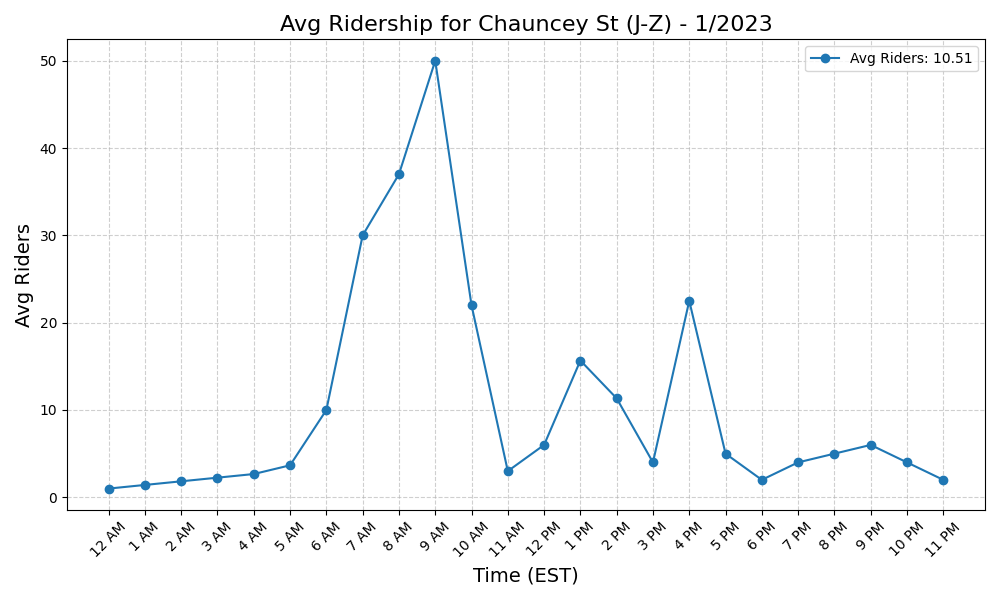 Avg Ridership for Chauncey St (J-Z) - 1/2023
Avg Riders: 10.51
Avg Riders
50
40
30
20
10
0
12 AM
1 AM
2 AM
3 AM
4 AM
5 AM
6 AM
7 AM
8 AM
9 AM
10 AM
11 AM
12 PM
1 PM
2 PM
3 PM
4 PM
5 PM
6 PM
7 PM
8 PM
9 PM
10 PM
11 PM
Time (EST)